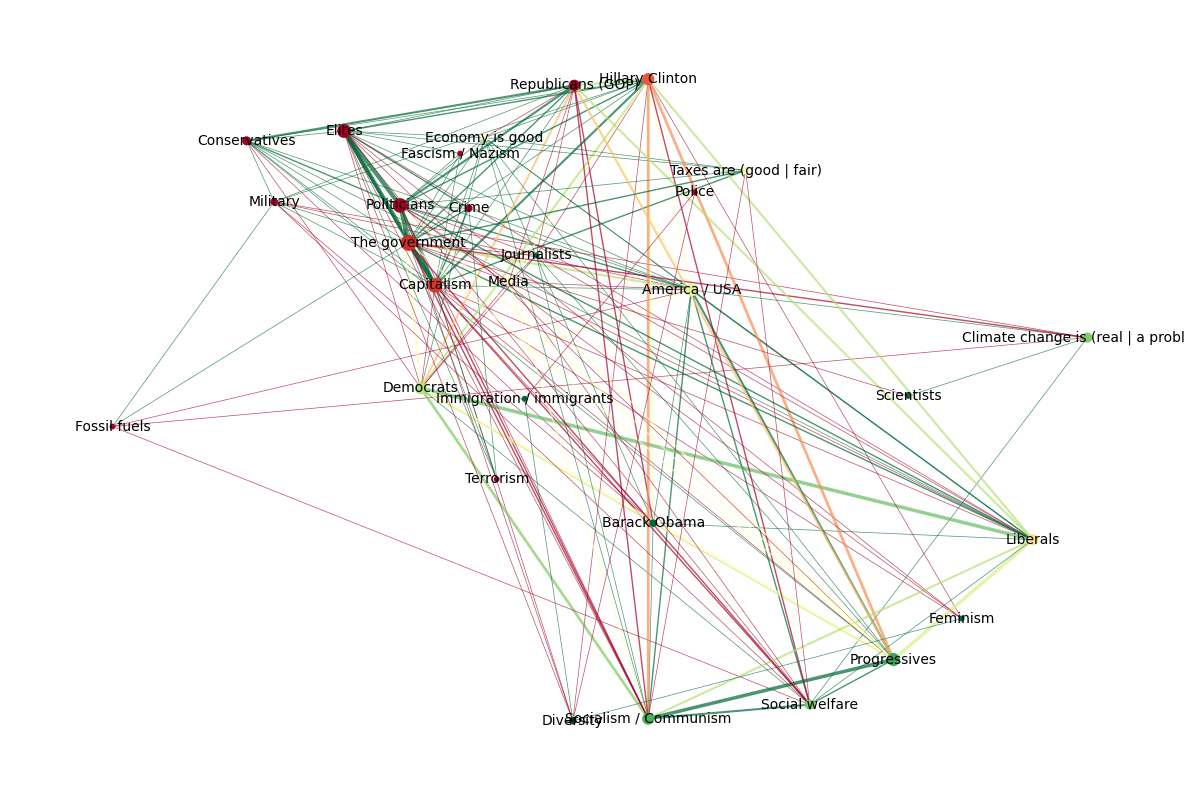 Hillary Clinton
Republicans (GOP)
Elites
Economy is good
Conservatives
Fascism / Nazism
Taxes are (good | fair)
Police
Military
Politicians
Crime
The government
Journalists
Media
Capitalism
America / USA
Climate change is (real | a probl
Democrats
Immigration / immigrants
Scientists
Fossil fuels
Terrorism
Barack Obama
Liberals
Feminism
Progressives
Social welfare
Diversity
Socialism / Communism